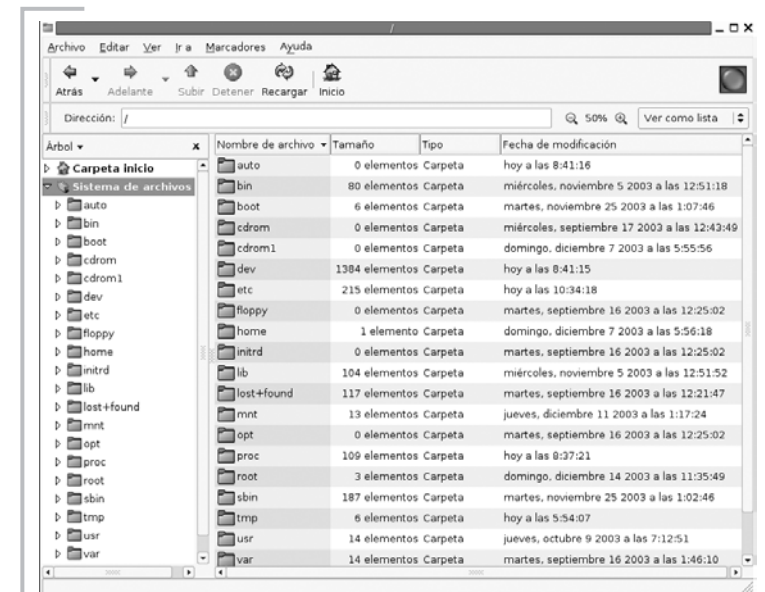 /
Archivo Editar Ver Ir a Marcadores Ayuda
Atrás Adelante Subir Detener Recargar Inicio
Dirección: / 50% Ver como lista
Árbol
Carpeta inicio
Sistema de archivos
auto
bin
boot
cdrom
cdrom1
dev
etc
floppy
home
initrd
lib
lost+found
mnt
opt
proc
root
sbin
tmp
usr
var
Nombre de archivo Tamaño Tipo Fecha de modificación
auto 0 elementos Carpeta hoy a las 8:41:16
bin 80 elementos Carpeta miércoles, noviembre 5 2003 a las 12:51:18
boot 6 elementos Carpeta martes, noviembre 25 2003 a las 1:07:46
cdrom 0 elementos Carpeta miércoles, septiembre 17 2003 a las 12:43:49
cdrom1 0 elementos Carpeta domingo, diciembre 7 2003 a las 5:55:56
dev 1384 elementos Carpeta hoy a las 8:41:15
etc 215 elementos Carpeta hoy a las 10:34:18
floppy 0 elementos Carpeta martes, septiembre 16 2003 a las 12:25:02
home 1 elemento Carpeta domingo, diciembre 7 2003 a las 5:56:18
initrd 0 elementos Carpeta martes, septiembre 16 2003 a las 12:25:02
lib 104 elementos Carpeta miércoles, noviembre 5 2003 a las 12:51:52
lost+found 117 elementos Carpeta martes, septiembre 16 2003 a las 12:21:47
mnt 13 elementos Carpeta jueves, diciembre 11 2003 a las 1:17:24
opt 0 elementos Carpeta martes, septiembre 16 2003 a las 12:25:02
proc 109 elementos Carpeta hoy a las 8:37:21
root 3 elementos Carpeta domingo, diciembre 14 2003 a las 11:35:49
sbin 187 elementos Carpeta martes, noviembre 25 2003 a las 1:02:46
tmp 6 elementos Carpeta hoy a las 5:54:07
usr 14 elementos Carpeta jueves, octubre 9 2003 a las 7:12:51
var 14 elementos Carpeta martes, septiembre 16 2003 a las 1:46:10